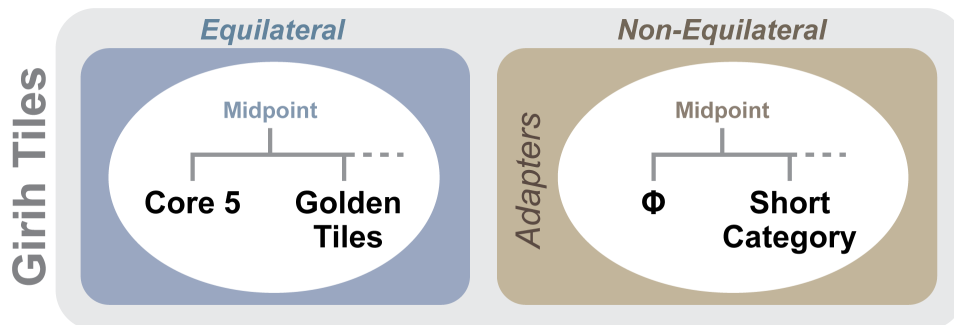 Girih Tiles
Equilateral
Midpoint
Core 5
Golden
Tiles
Non-Equilateral
Adapters
Midpoint
Φ
Short
Category